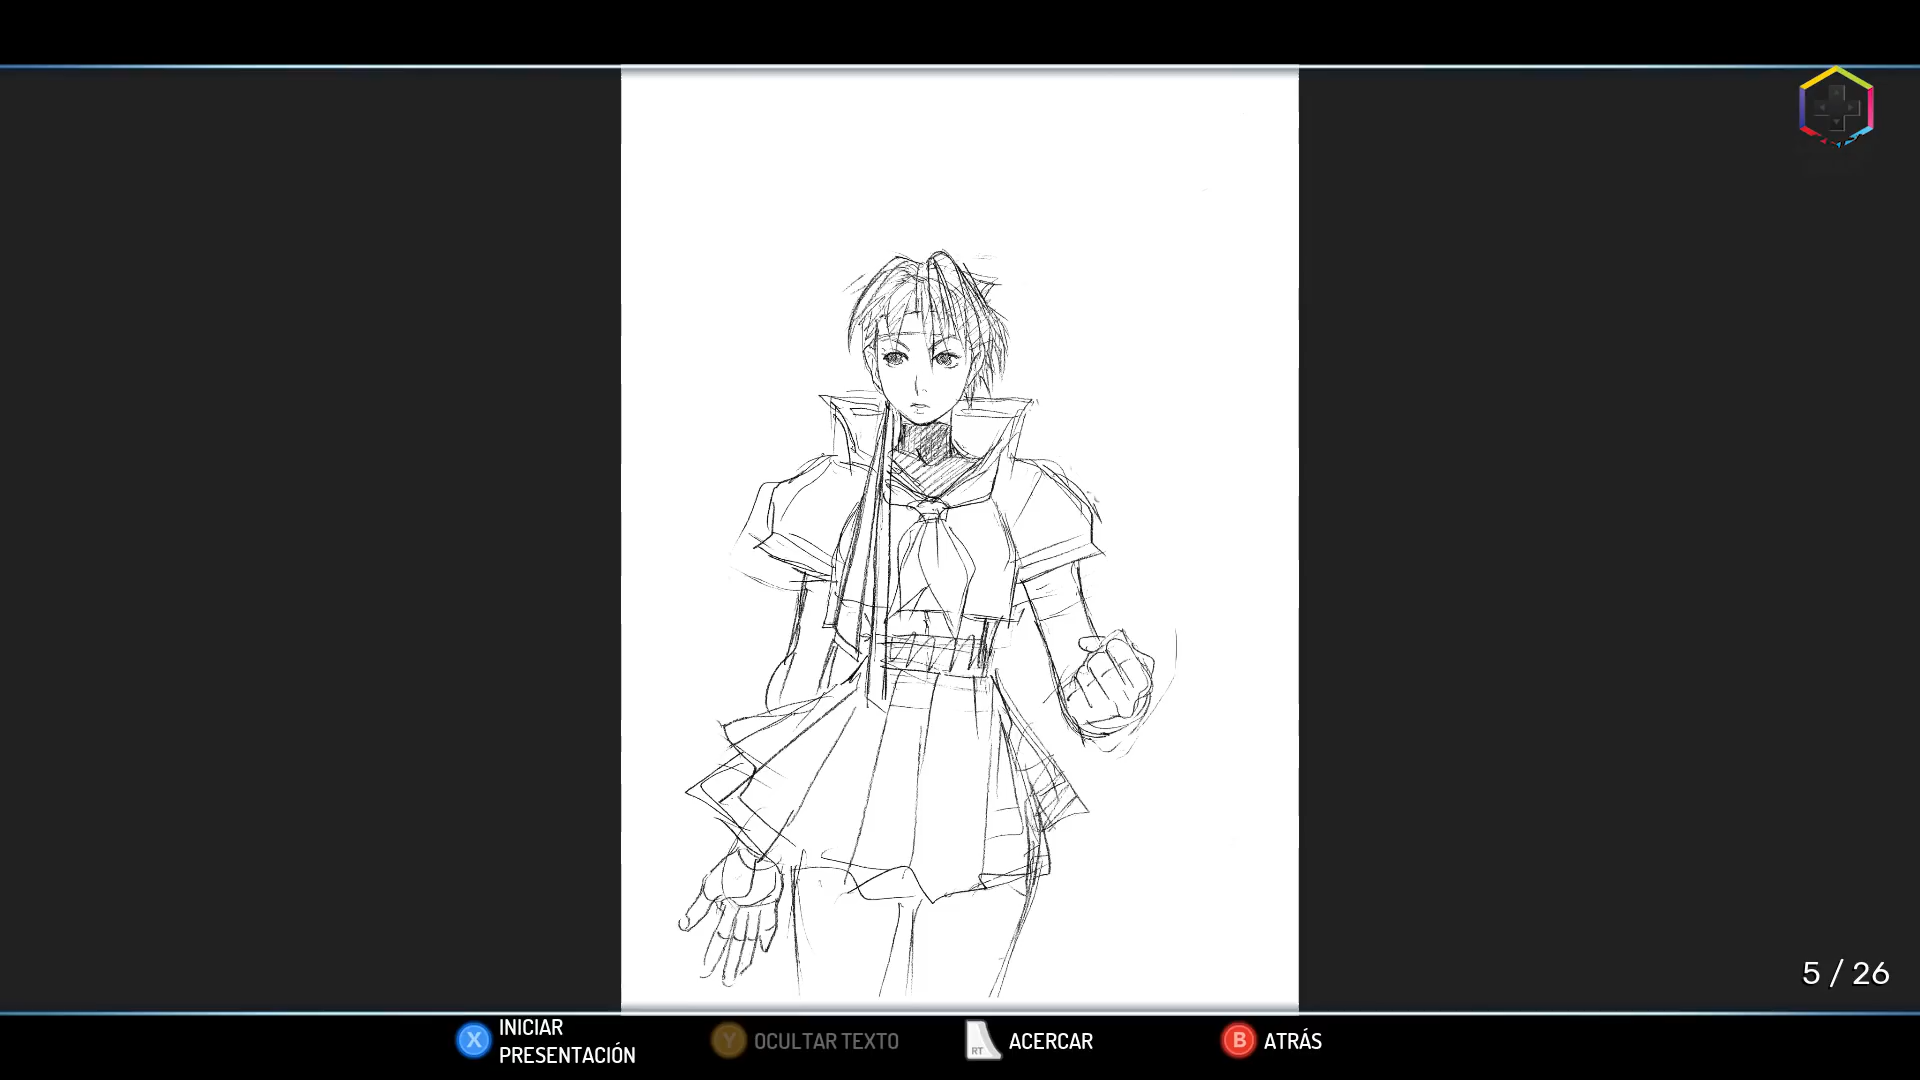 5 / 26
X INICIAR
PRESENTACIÓN
Y OCULTAR TEXTO
RT ACERCAR
B ATRÁS